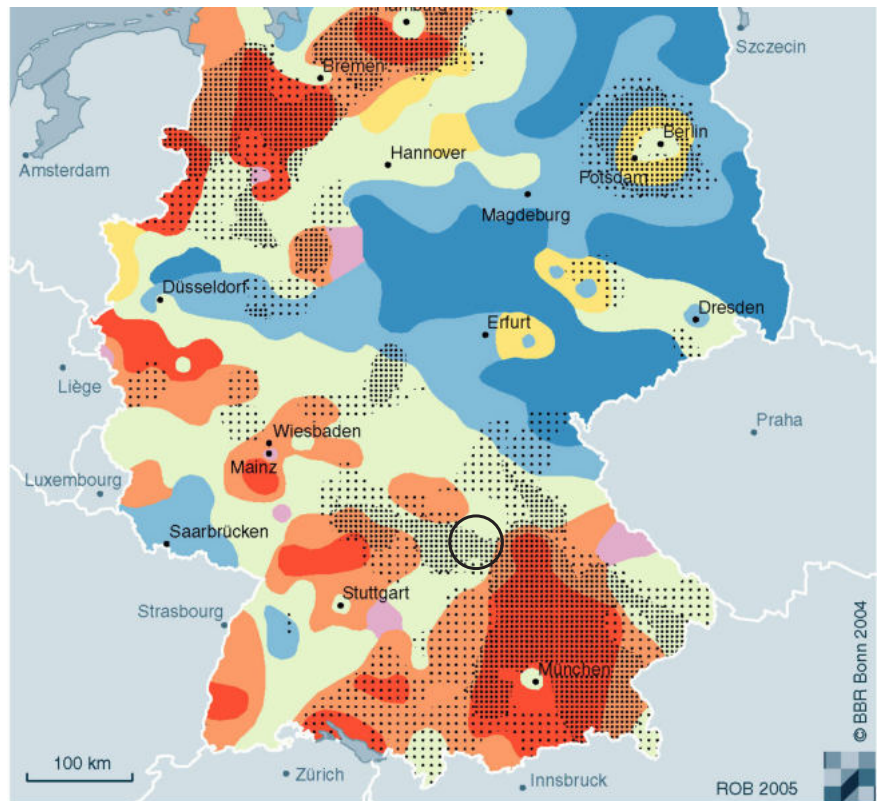 Hamburg
Szczecin
Bremen
Berlin
Amsterdam
Hannover
Potsdam
Magdeburg
Düsseldorf
Dresden
Erfurt
Liège
Praha
Wiesbaden
Mainz
Luxembourg
Saarbrücken
Stuttgart
Strasbourg
München
© BBR Bonn 2004
100 km
Zürich
Innsbruck
ROB 2005